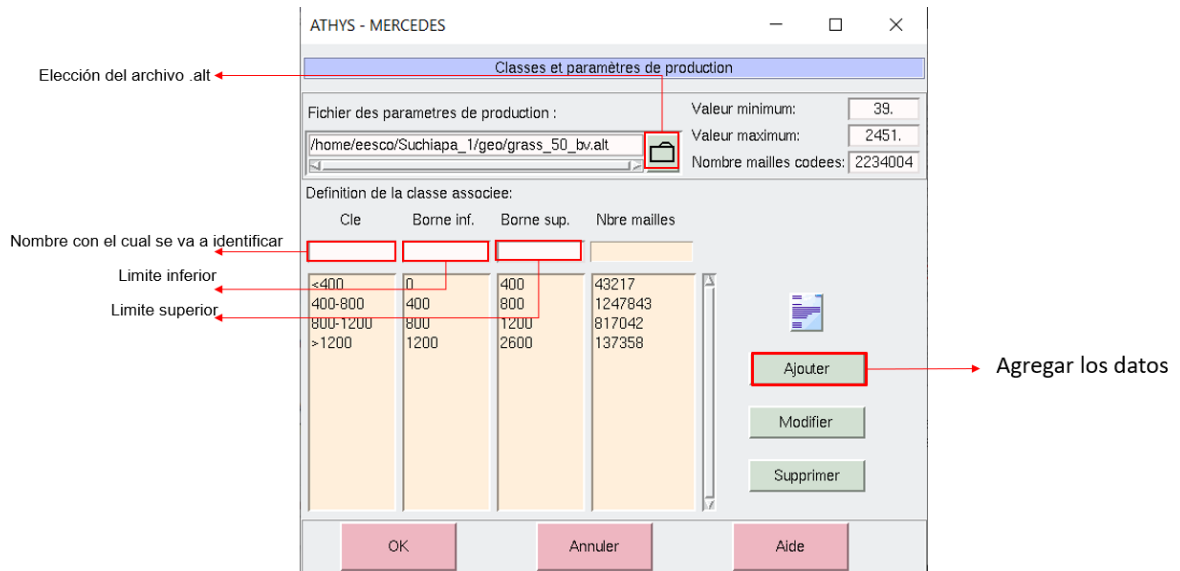 ATHYS - MERCEDES
Classes et paramètres de production
Elección del archivo .alt
Fichier des parametres de production :
/home/eesco/Suchiapa_1/geo/grass_50_bv.alt
Valeur minimum: 39.
Valeur maximum: 2451.
Nombre mailles codees: 2234004
Definition de la classe associee:
Cle Borne inf. Borne sup. Nbre mailles
Nombre con el cual se va a identificar
Limite inferior
Limite superior
<400 0 400 43217
400-800 400 800 1247843
800-1200 800 1200 817042
>1200 1200 2600 137358
Ajouter
Agregar los datos
Modifier
Supprimer
OK Annuler Aide